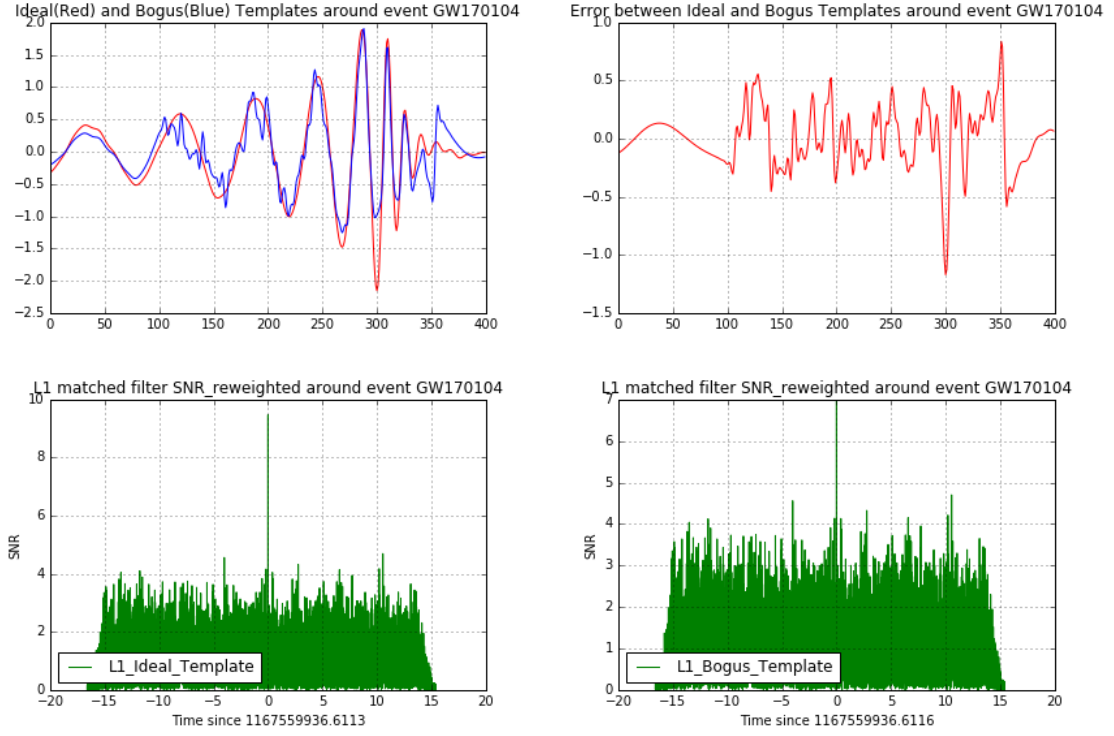 Ideal(Red) and Bogus(Blue) Templates around event GW170104
2.0
1.5
1.0
0.5
0.0
−0.5
−1.0
−1.5
−2.0
−2.5
0 50 100 150 200 250 300 350 400
Error between Ideal and Bogus Templates around event GW170104
1.0
0.5
0.0
−0.5
−1.0
−1.5
0 50 100 150 200 250 300 350 400
L1 matched filter SNR_reweighted around event GW170104
SNR
10
8
6
4
2
0
L1_Ideal_Template
−20 −15 −10 −5 0 5 10 15 20
Time since 1167559936.6113
L1 matched filter SNR_reweighted around event GW170104
SNR
7
6
5
4
3
2
1
0
L1_Bogus_Template
−20 −15 −10 −5 0 5 10 15 20
Time since 1167559936.6116